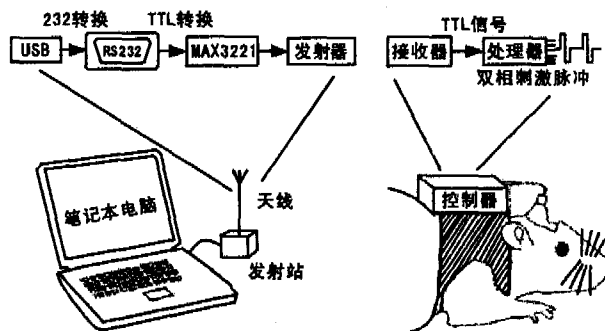 232转换
TTL转换
USB
RS232
MAX3221
发射器
TTL信号
接收器
处理器
双相刺激脉冲
笔记本电脑
天线
发射站
控制器